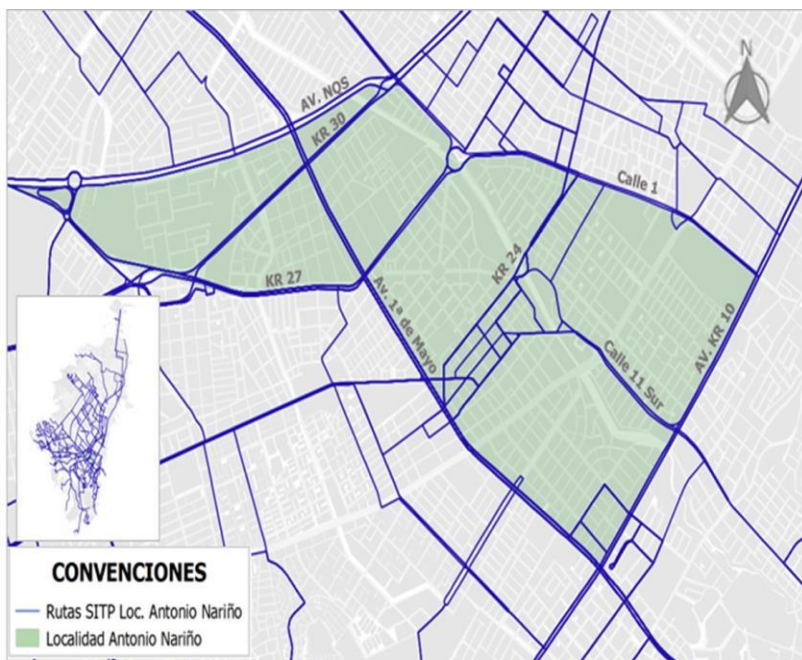 N
AV. NQS
KR 30
Calle 1
KR 24
KR 27
Av. 1ª de Mayo
AV. KR 10
Calle 11 Sur
CONVENCIONES
Rutas SITP Loc. Antonio Nariño
Localidad Antonio Nariño